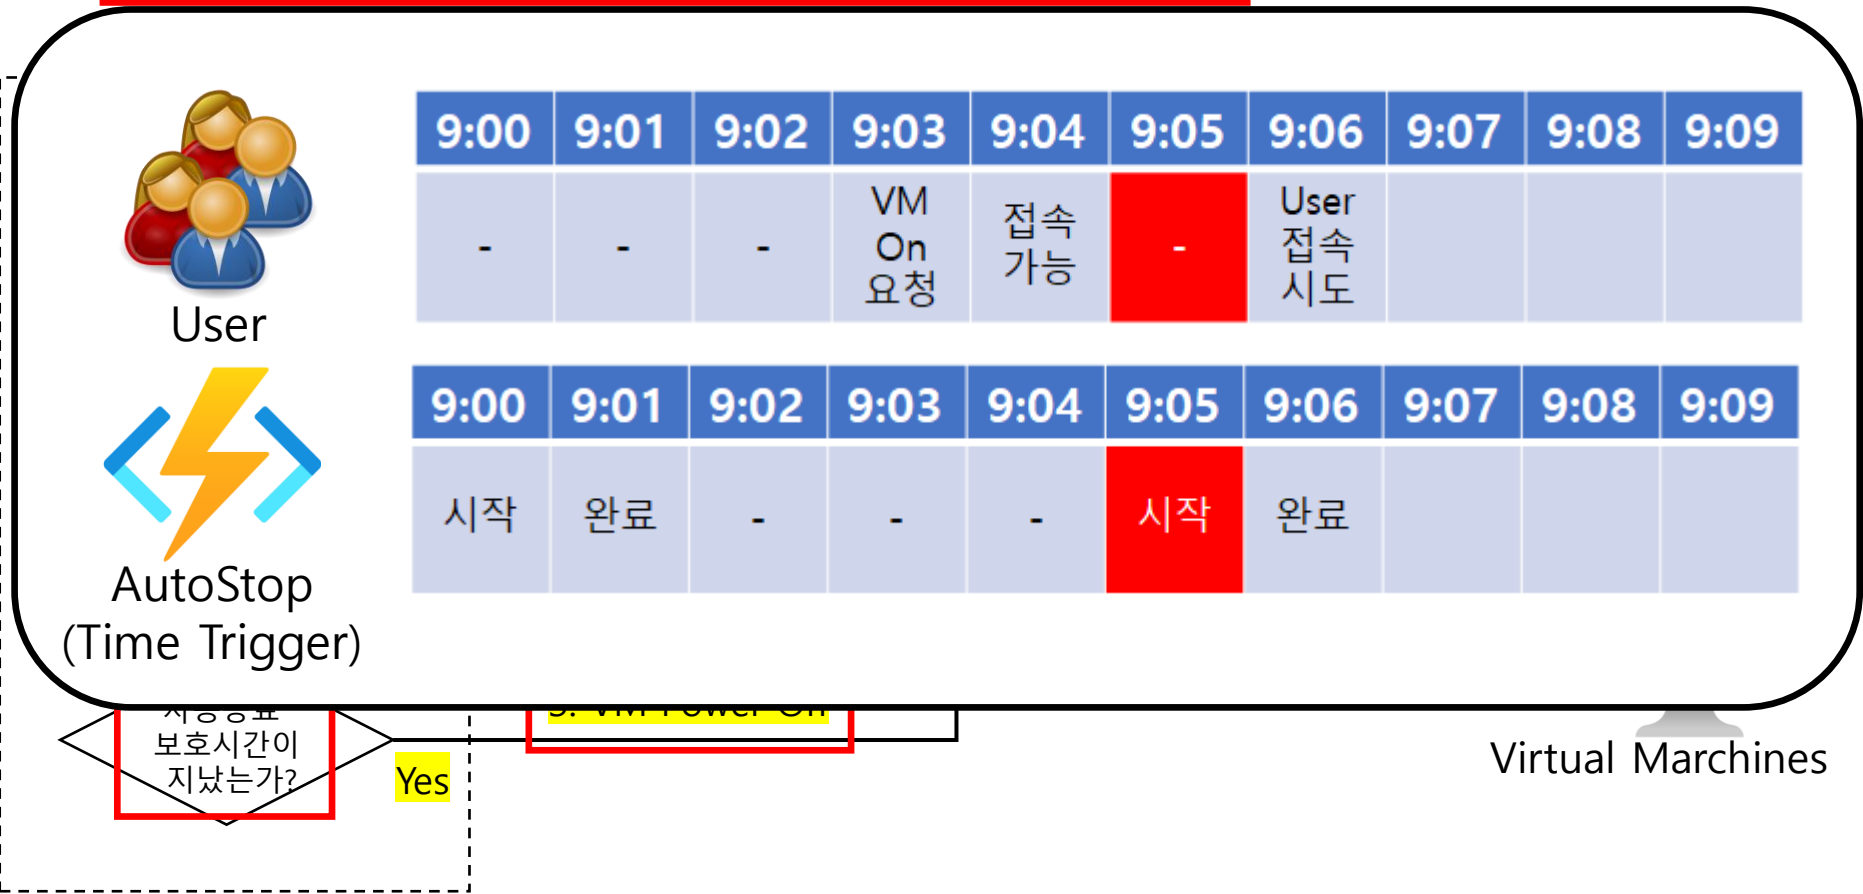 9:00 9:01 9:02 9:03 9:04 9:05 9:06 9:07 9:08 9:09
- - - VM On 요청 접속 가능 - User 접속 시도
User
9:00 9:01 9:02 9:03 9:04 9:05 9:06 9:07 9:08 9:09
시작 완료 - - - 시작 완료
AutoStop
(Time Trigger)
보호시간이
지났는가?
Yes
VM Power On
Virtual Marchines